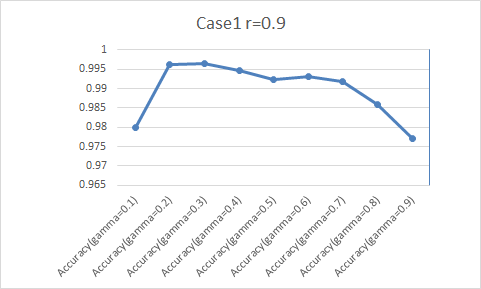 Case1 r=0.9
1
0.995
0.99
0.985
0.98
0.975
0.97
0.965
Accuracy(gamma=0.1)
Accuracy(gamma=0.2)
Accuracy(gamma=0.3)
Accuracy(gamma=0.4)
Accuracy(gamma=0.5)
Accuracy(gamma=0.6)
Accuracy(gamma=0.7)
Accuracy(gamma=0.8)
Accuracy(gamma=0.9)